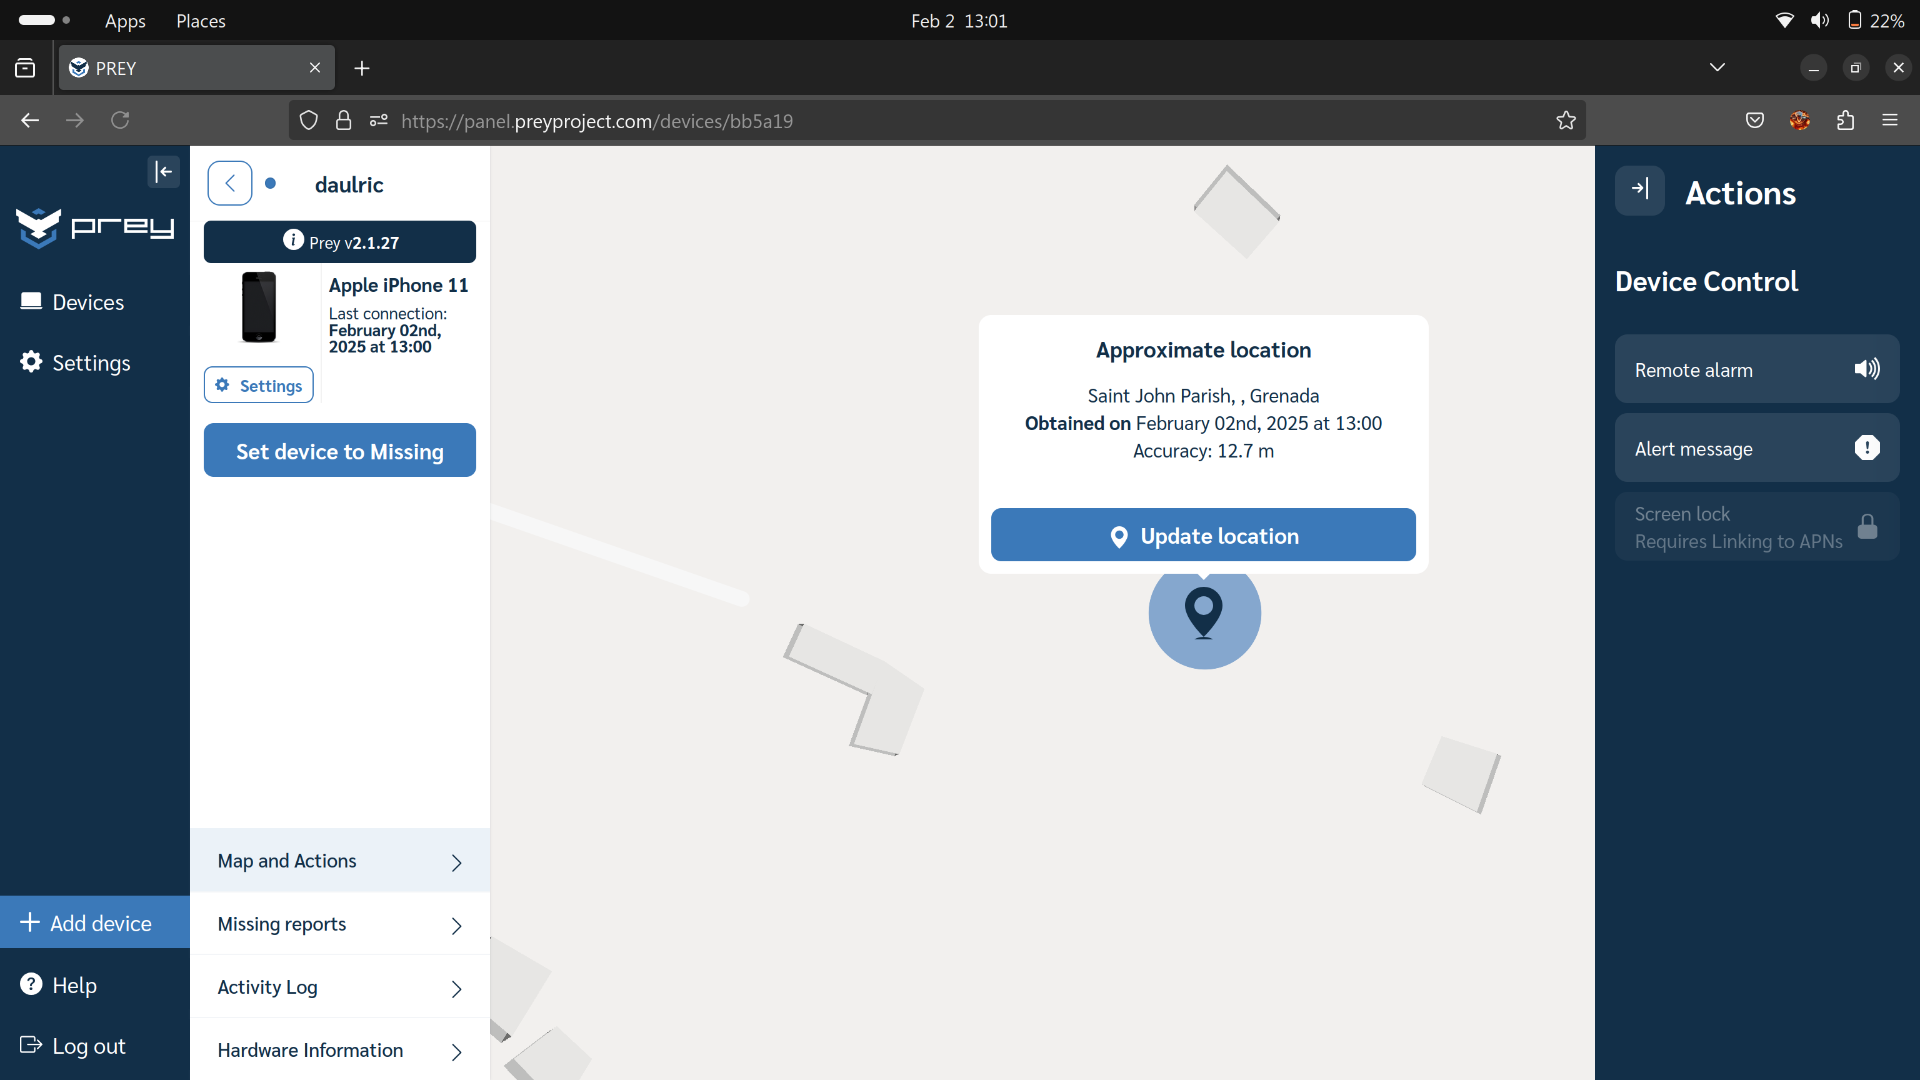 Apps
Places
Feb 2 13:01
22%
PREY
https://panel.preyproject.com/devices/bb5a19
prey
Devices
Settings
Add device
Help
Log out
daulric
Prey v2.1.27
Apple iPhone 11
Last connection:
February 02nd,
2025 at 13:00
Settings
Set device to Missing
Map and Actions
Missing reports
Activity Log
Hardware Information
Approximate location
Saint John Parish, , Grenada
Obtained on February 02nd, 2025 at 13:00
Accuracy: 12.7 m
Update location
Actions
Device Control
Remote alarm
Alert message
Screen lock
Requires Linking to APNs